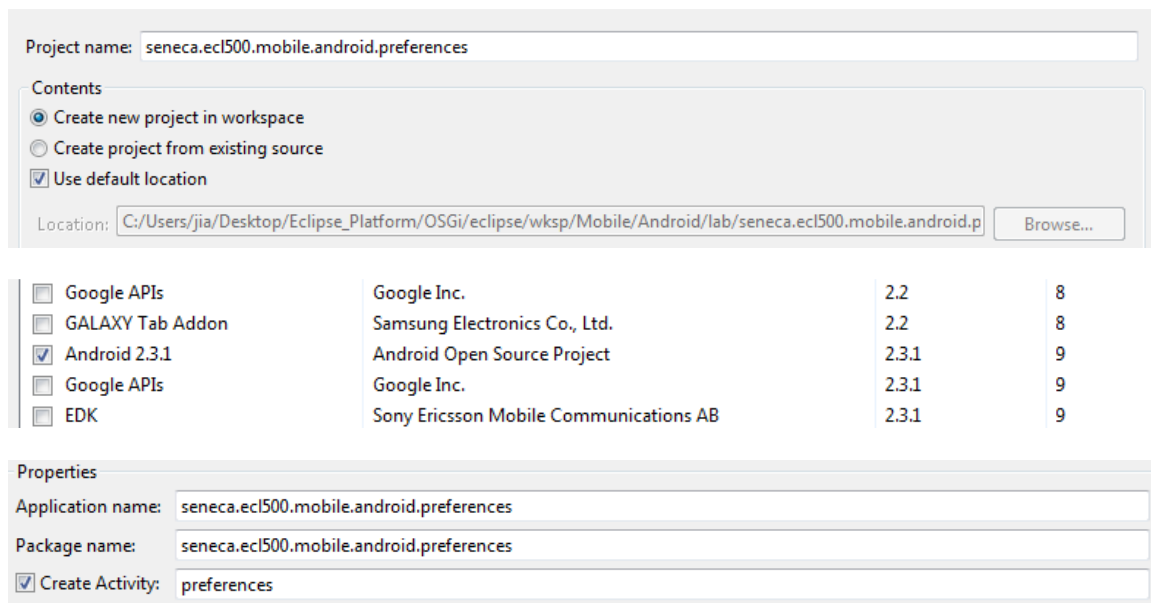 Project name: seneca.ecl500.mobile.android.preferences
Contents
Create new project in workspace
Create project from existing source
Use default location
Location: C:/Users/jia/Desktop/Eclipse_Platform/OSGi/eclipse/wksp/Mobile/Android/lab/seneca.ecl500.mobile.android.p Browse...
Google APIs Google Inc. 2.2 8
GALAXY Tab Addon Samsung Electronics Co., Ltd. 2.2 8
Android 2.3.1 Android Open Source Project 2.3.1 9
Google APIs Google Inc. 2.3.1 9
EDK Sony Ericsson Mobile Communications AB 2.3.1 9
Properties
Application name: seneca.ecl500.mobile.android.preferences
Package name: seneca.ecl500.mobile.android.preferences
Create Activity: preferences